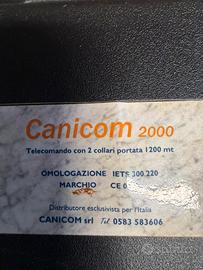 Canicom 2000
Telecomando con 2 collari portata 1200 mt
OMOLOGAZIONE IETS 300.220
MARCHIO CE
Distributore esclusivista per l'Italia
CANICOM srl Tel. 0583 583606